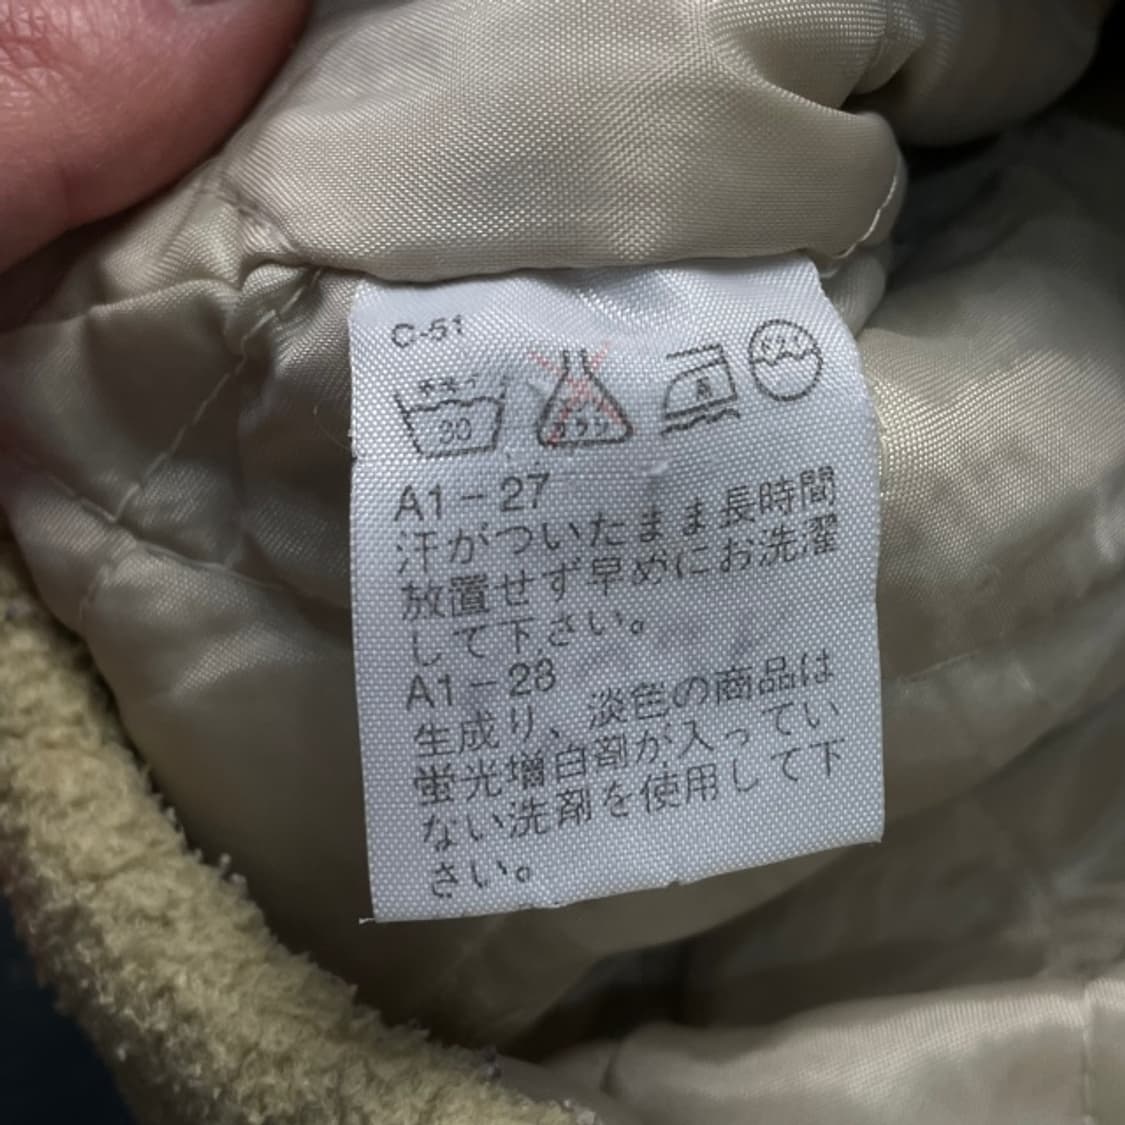 C-51
30
A1-27
汗がついたまま長時間
放置せず早めにお洗濯
して下さい。
A1-28
生成り、淡色の商品は
蛍光増白剤が入ってい
ない洗剤を使用して下
さい。